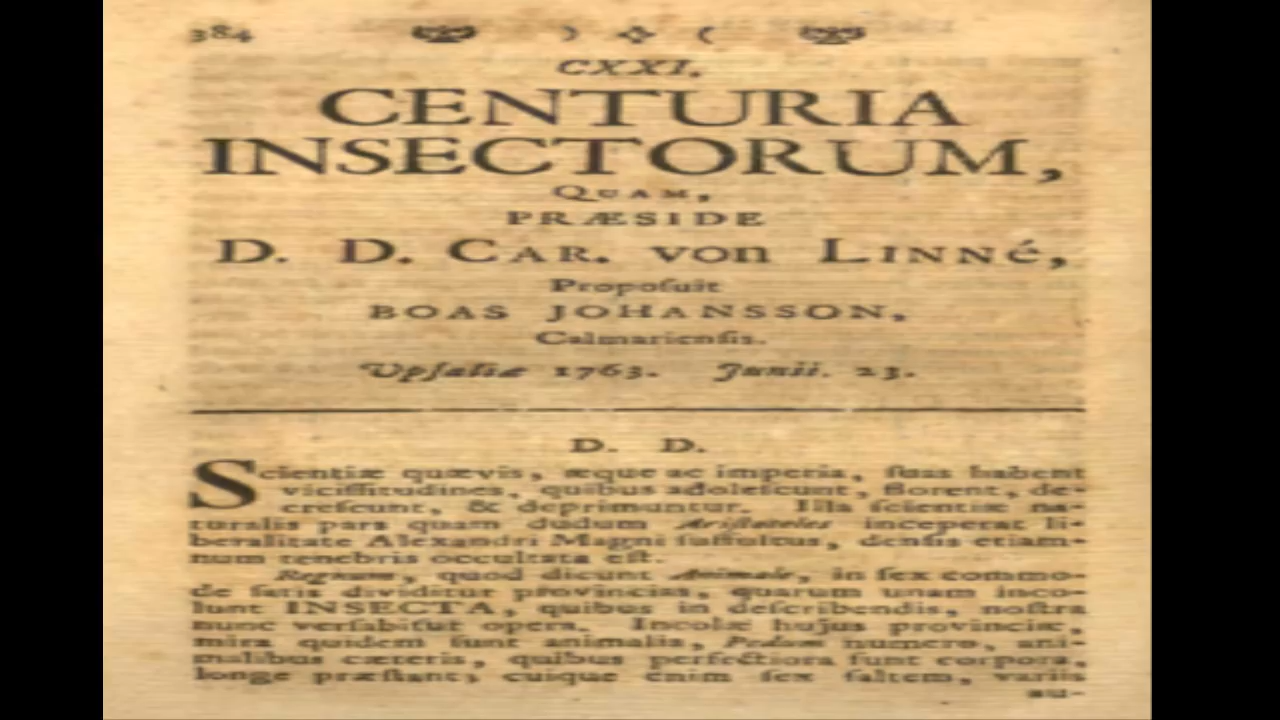 384
CXXI.
CENTURIA
INSECTORUM,
QUAM,
PRÆSIDE
D. D. CAR. von LINNé,
Propoſuit
BOAS JOHANSSON,
Calmarienſis.
Upſaliæ 1763. Junii. 23.
D. D.
Scientiæ quævis, æque ac imperia, ſuas habent
viciſſitudines, quibus adoleſcunt, florent, de-
creſcunt, & deprimuntur. Illa ſcientiæ na-
turalis pars quam dudum Ariſtoteles inceperat li-
beralitate Alexandri Magni ſuffultus, denſis etiam-
num tenebris occultata eſt.
Regnum, quod dicunt Animale, in ſex commo-
de ſatis dividitur provincias, quarum unam inco-
lunt INSECTA, quibus in deſcribendis, noſtra
nunc verſabitur opera. Incolæ hujus provinciæ,
mira quidem ſunt animalia, Pedum numero, ani-
malibus cæteris, quibus perfectiora ſunt corpora,
longe præſtant; cuique enim ſex ſaltem, variis
au-